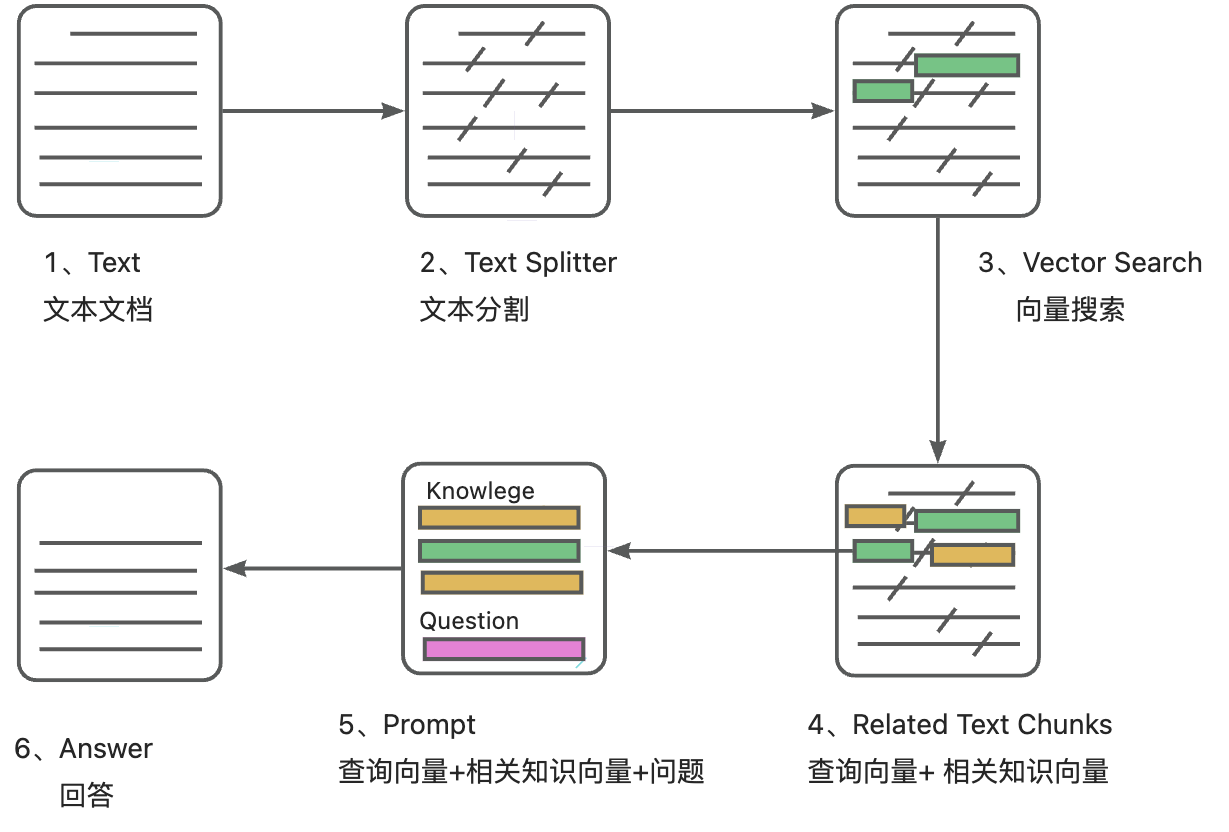 1、Text
文本文档
2、Text Splitter
文本分割
3、Vector Search
向量搜索
4、Related Text Chunks
查询向量+ 相关知识向量
Knowlege
Question
5、Prompt
查询向量+相关知识向量+问题
6、Answer
回答